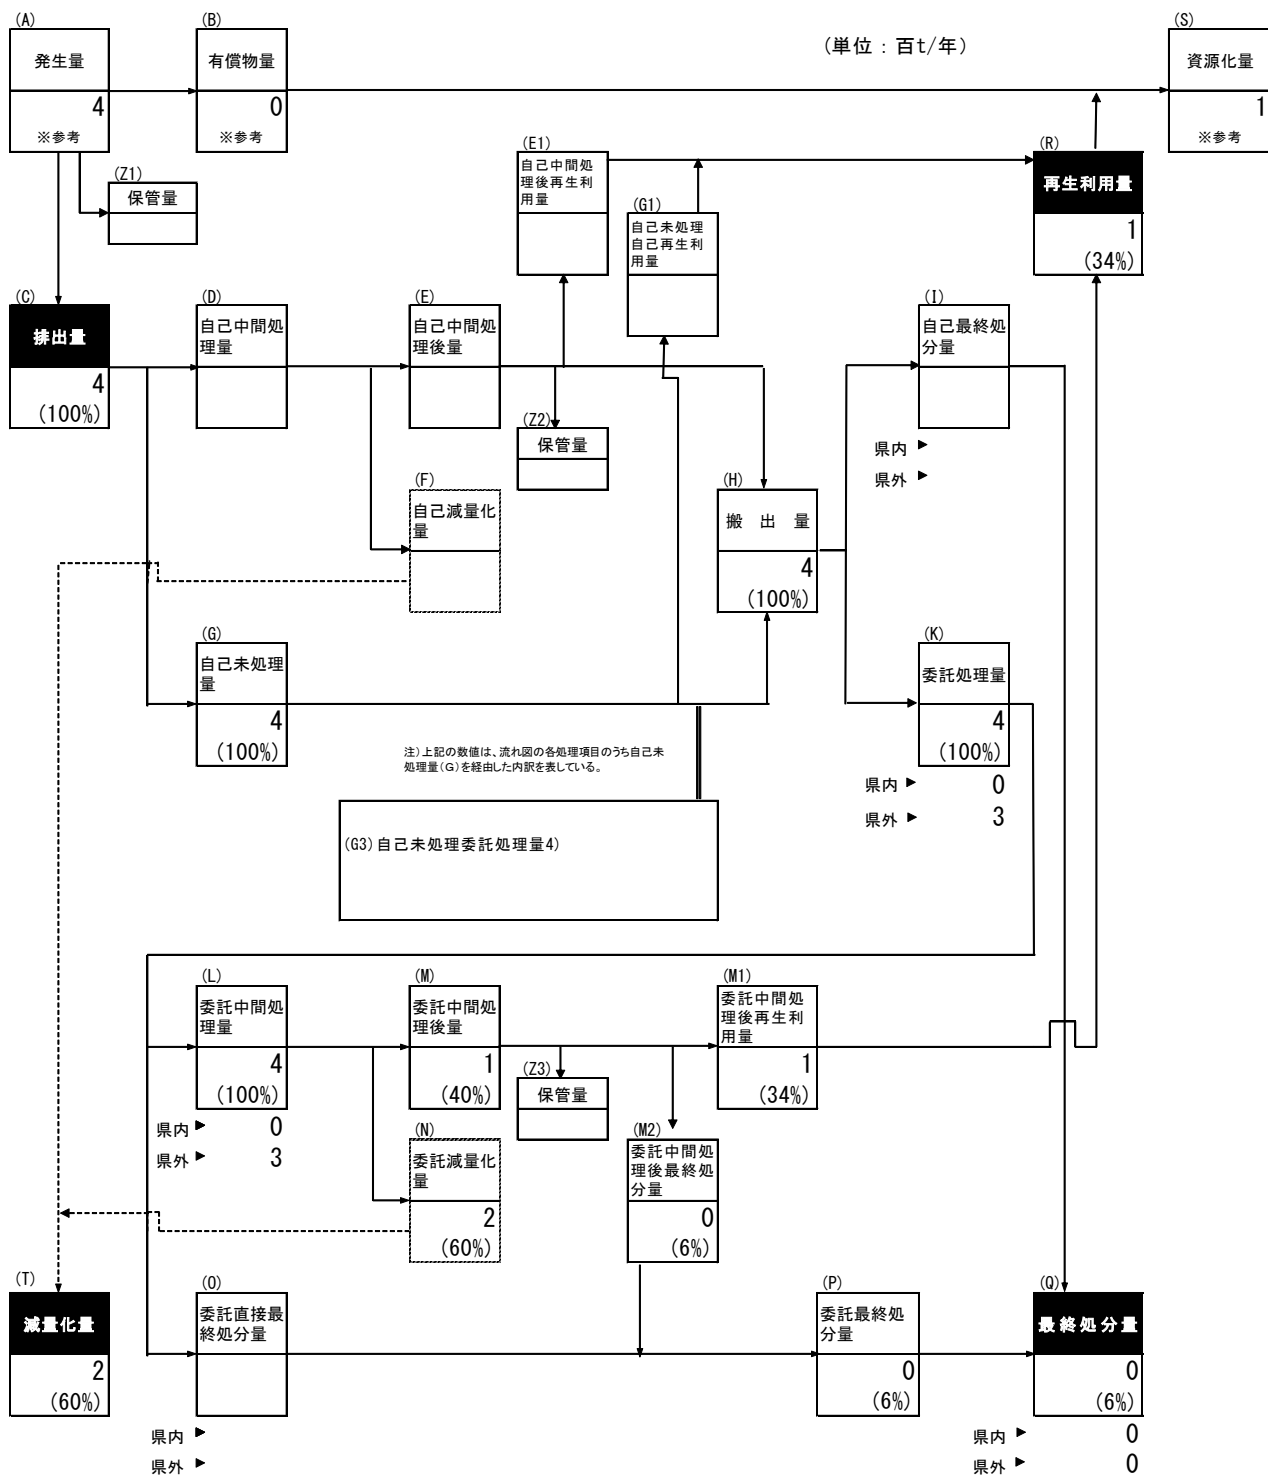 (A)
発生量
4
※参考
(B)
有償物量
0
(単位:百t/年)
(S)
資源化量
1
※参考
(Z1)
保管量
(E1)
自己中間処
理後再生利
用量
(G1)
自己未処理
自己再生利
用量
(R)
再生利用量
1
(34%)
(C)
排出量
4
(100%)
(D)
自己中間処
理量
(E)
自己中間処
理後量
(I)
自己最終処
分量
県内
県外
(Z2)
保管量
(F)
自己減量化
量
(H)
搬 出 量
4
(100%)
(G)
自己未処理
量
4
(100%)
(K)
委託処理量
4
(100%)
県内 0
県外 3
注)上記の数値は、流れ図の各処理項目のうち自己未
処理量(G)を経由した内訳を表している。
(G3)自己未処理委託処理量4)
(L)
委託中間処
理量
4
(100%)
県内 0
県外 3
(M)
委託中間処
理後量
1
(40%)
(Z3)
保管量
(M1)
委託中間処
理後再生利
用量
1
(34%)
(N)
委託減量化
量
2
(60%)
(M2)
委託中間処
理後最終処
分量
0
(6%)
(T)
減量化量
2
(60%)
(O)
委託直接最
終処分量
県内
県外
(P)
委託最終処
分量
0
(6%)
(Q)
最終処分量
0
(6%)
県内 0
県外 0